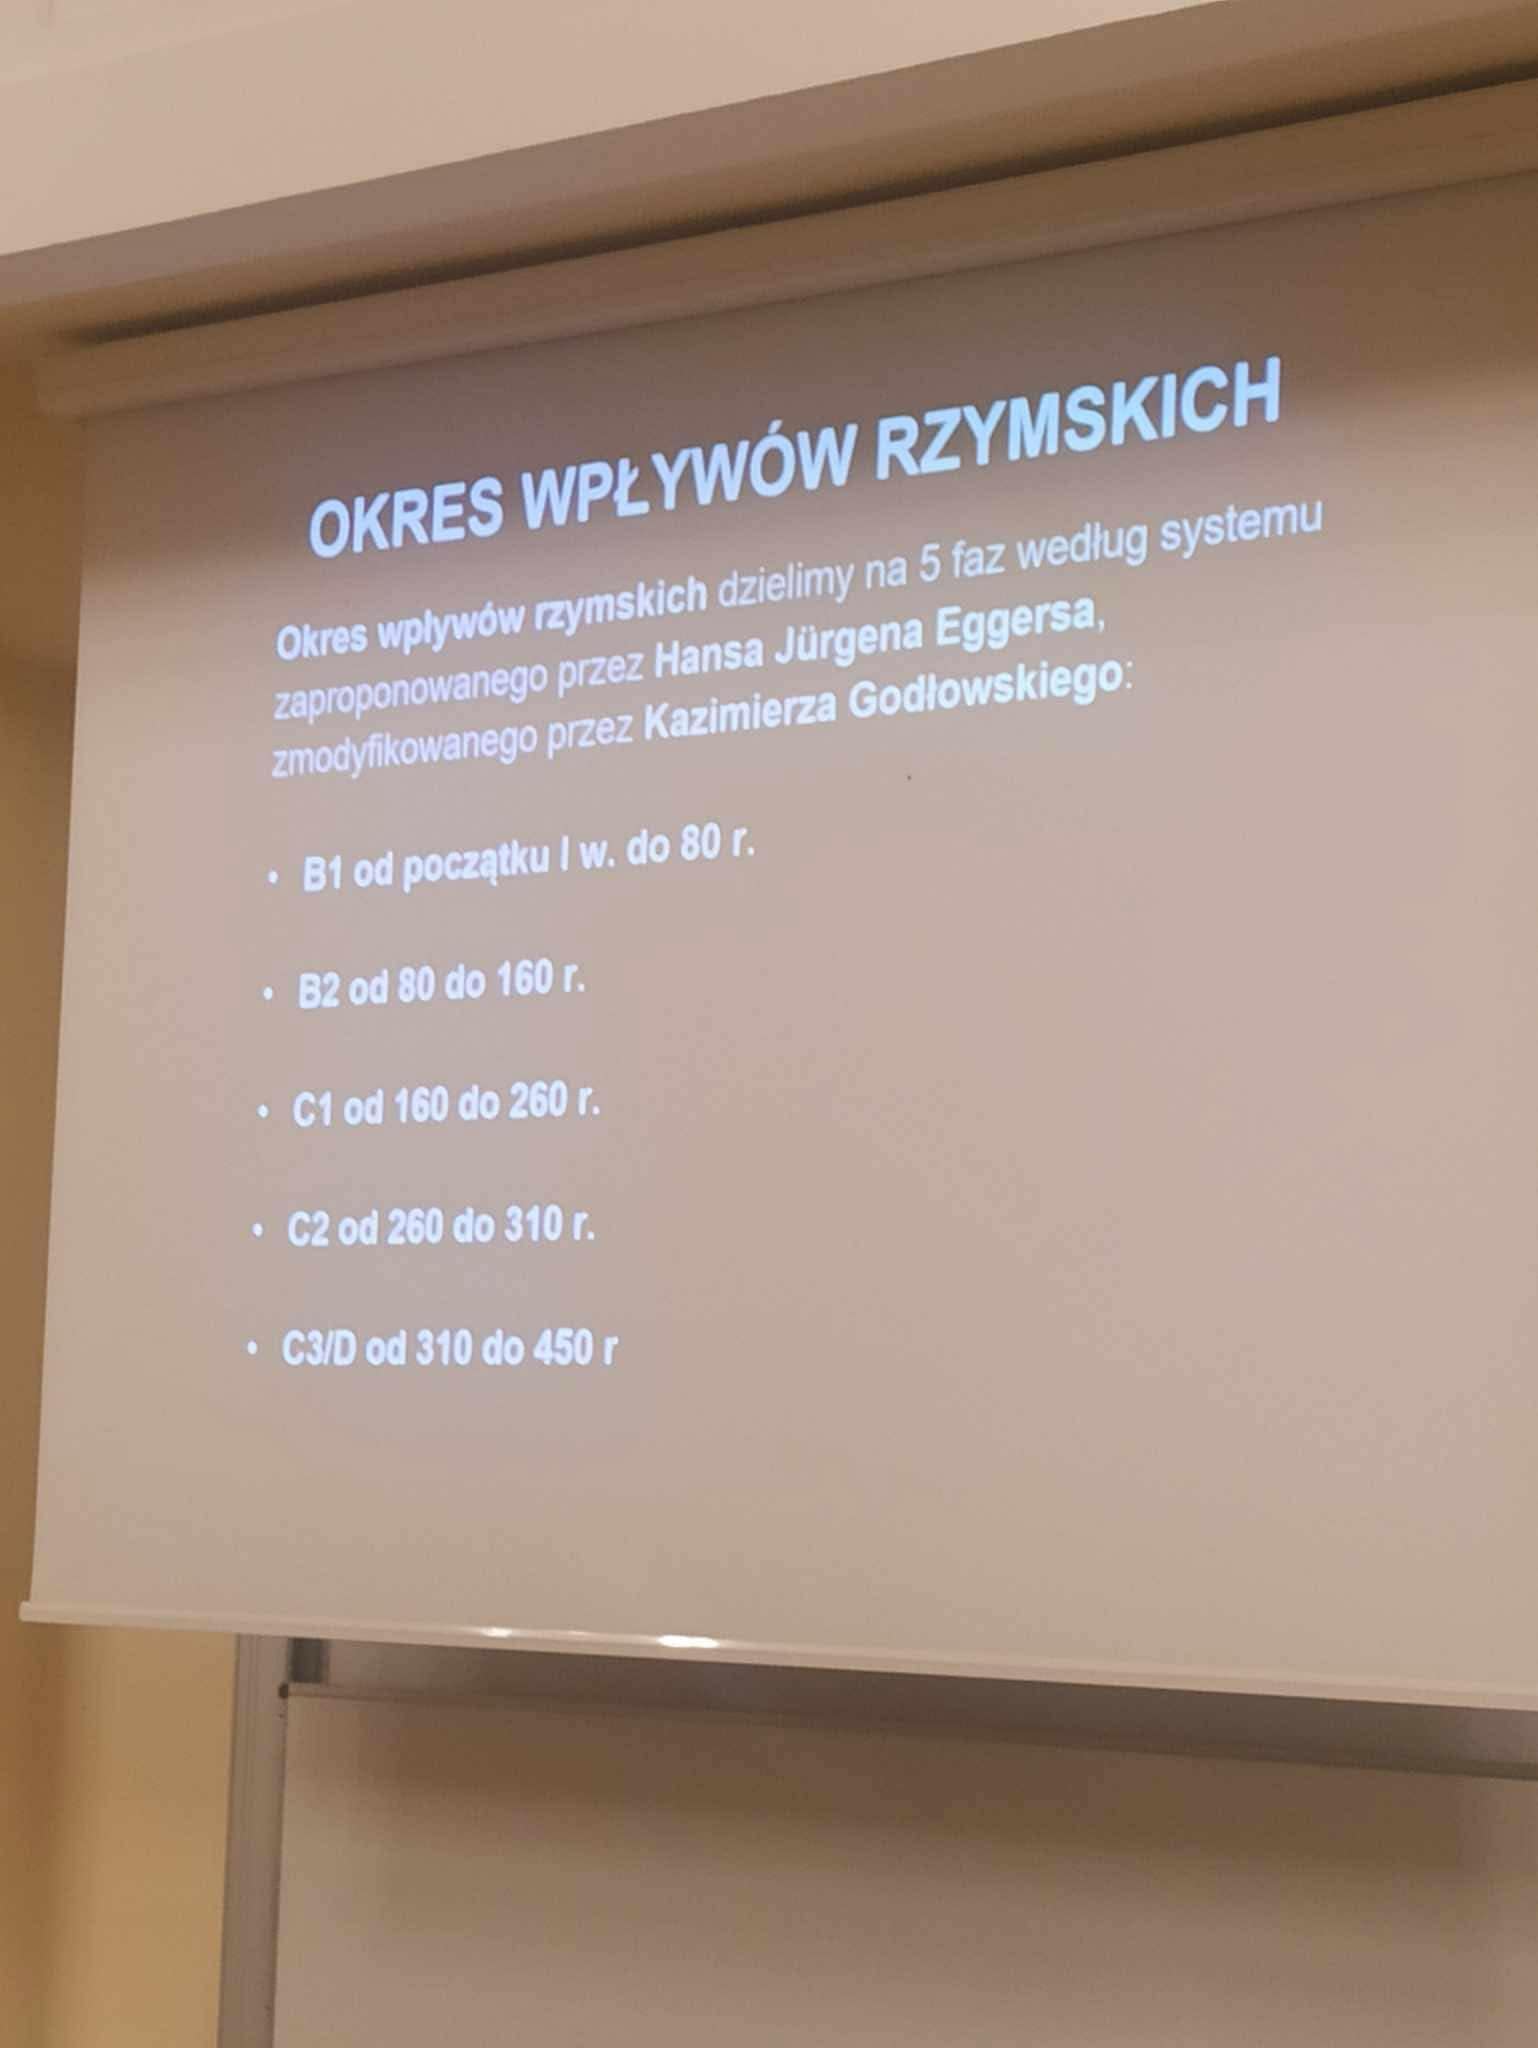 OKRES WPŁYWÓW RZYMSKICH
Okres wpływów rzymskich dzielimy na 5 faz według systemu
zaproponowanego przez Hansa Jürgena Eggersa,
zmodyfikowanego przez Kazimierza Godłowskiego:
• B1 od początku I w. do 80 r.
• B2 od 80 do 160 r.
• C1 od 160 do 260 r.
• C2 od 260 do 310 r.
• C3/D od 310 do 450 r